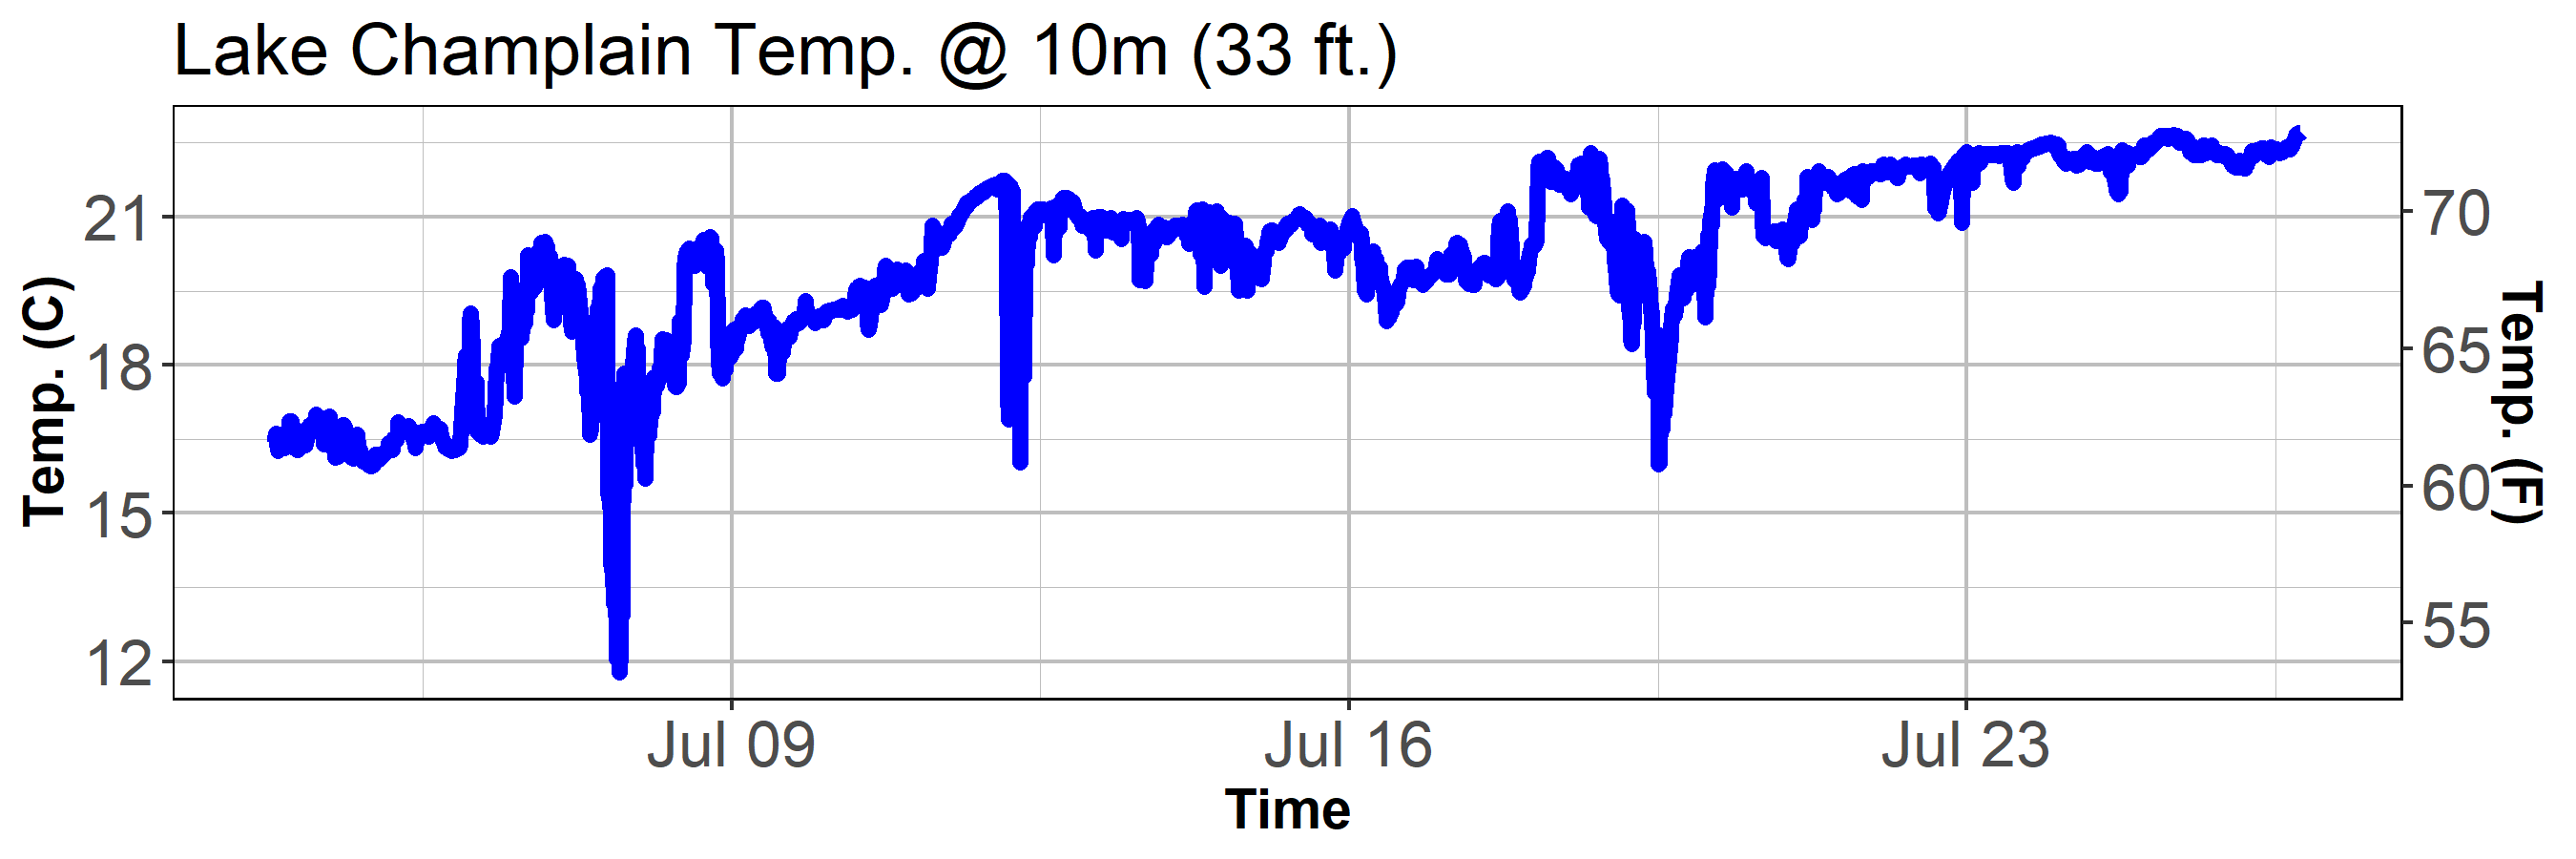 Lake Champlain Temp. @ 10m (33 ft.)
Temp. (C)
21
18
15
12
70
65
60
55
Temp. (F)
Jul 09
Jul 16
Jul 23
Time